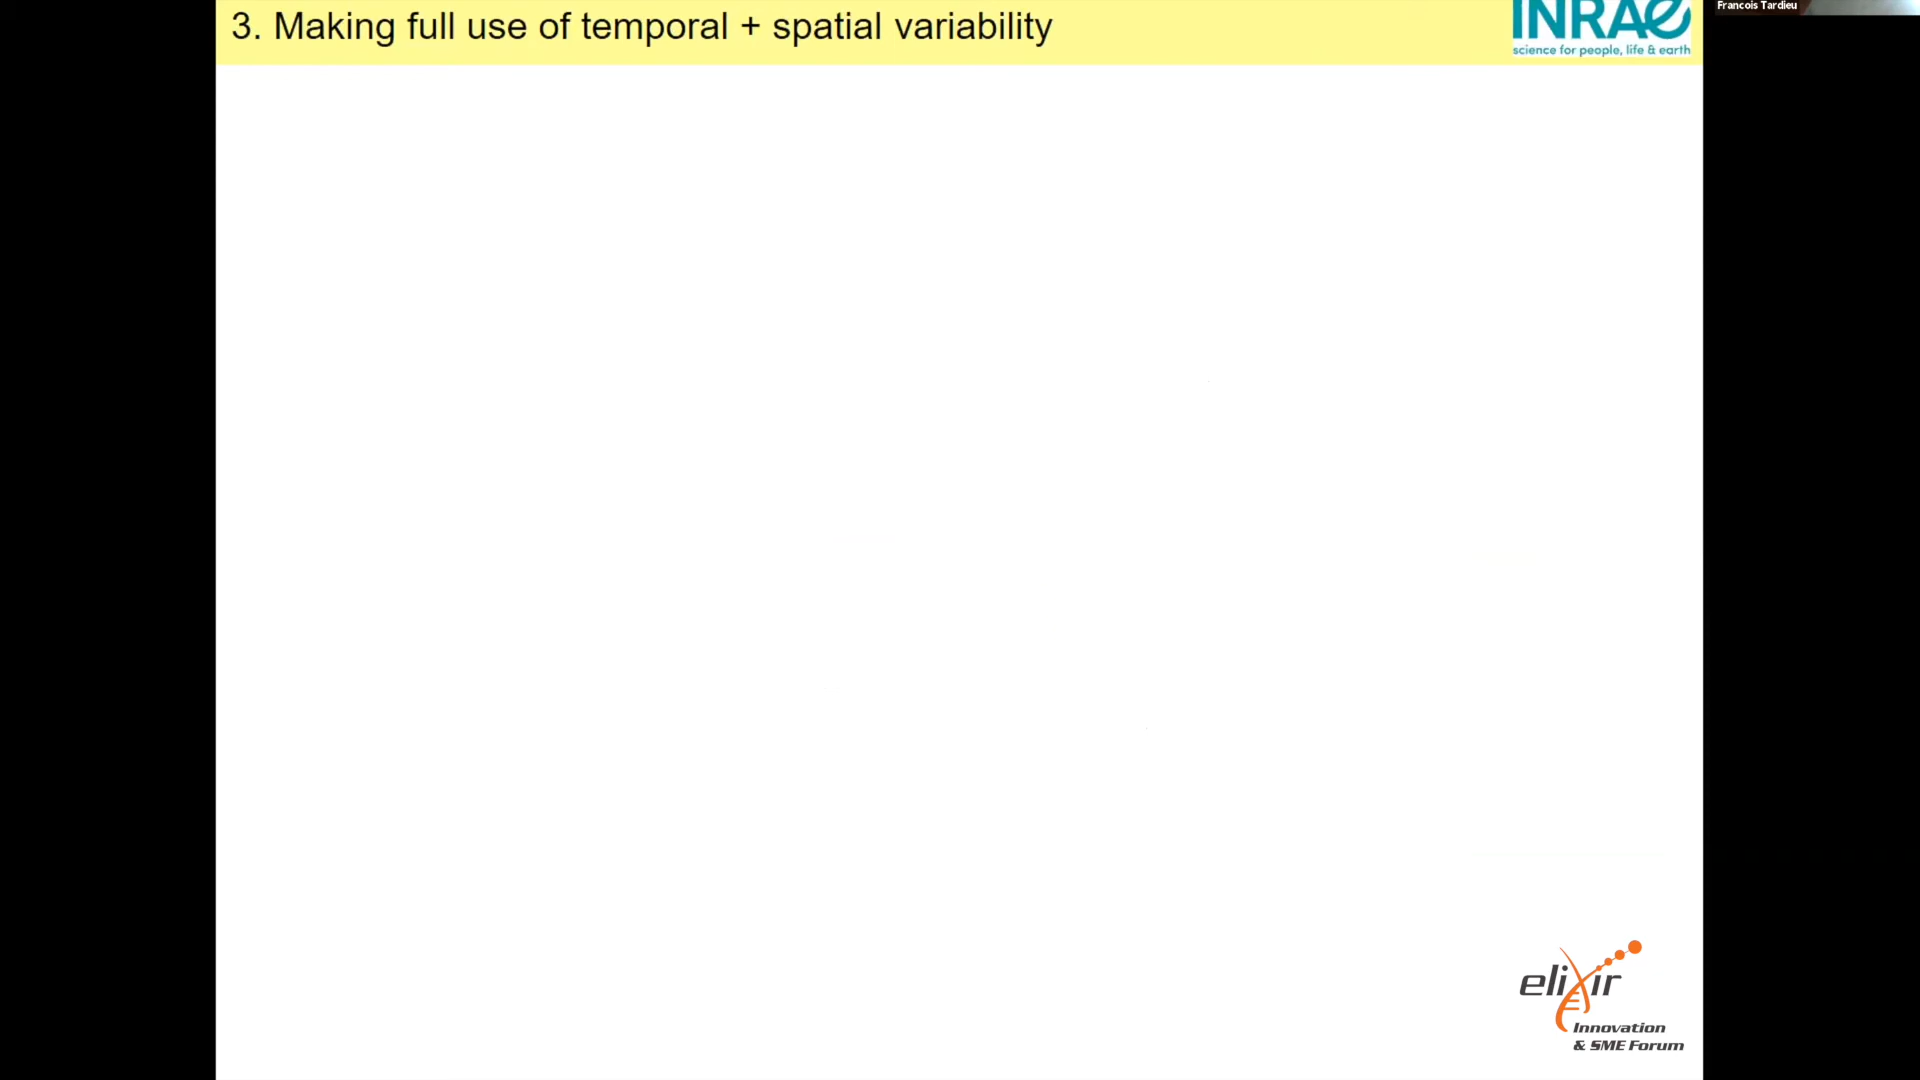 3. Making full use of temporal + spatial variability
INRAE
science for people, life & earth
Francois Tardieu
elixir
Innovation
& SME Forum